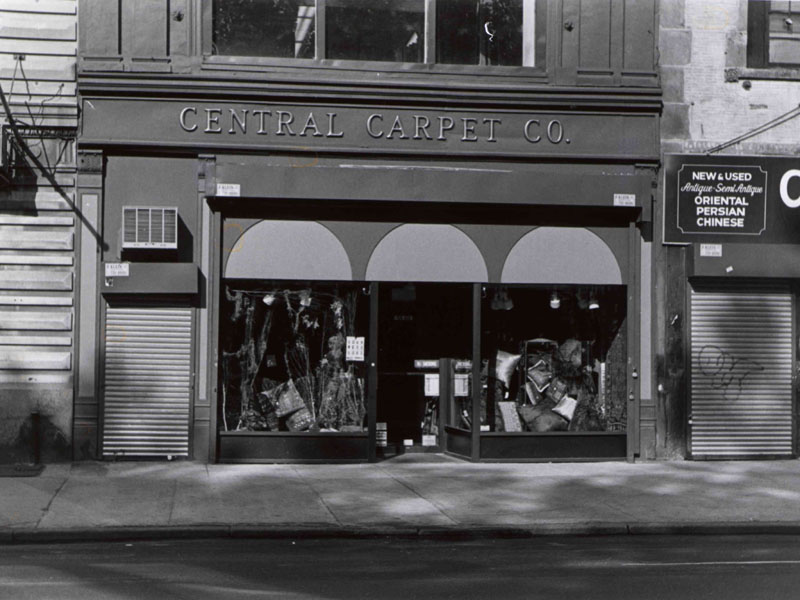 CENTRAL CARPET CO.
NEW & USED
Antique-Semi Antique
ORIENTAL
PERSIAN
CHINESE
C